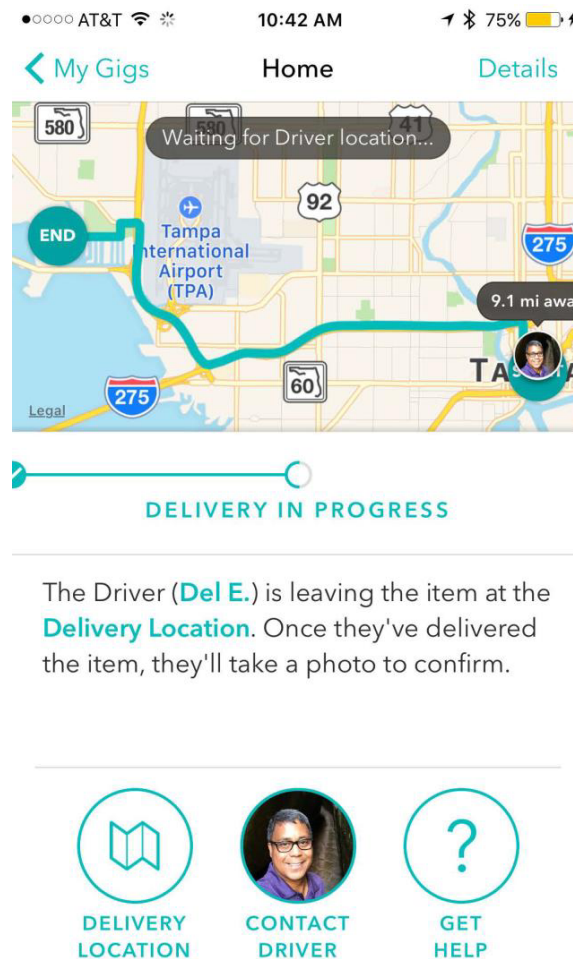 AT&T 10:42 AM 75%
My Gigs Home Details
580 580 41
Waiting for Driver location...
92
END
Tampa
International
Airport
(TPA)
275
9.1 mi awa
60
TA
275
Legal
DELIVERY IN PROGRESS
The Driver (Del E.) is leaving the item at the
Delivery Location. Once they've delivered
the item, they'll take a photo to confirm.
?
DELIVERY
LOCATION
CONTACT
DRIVER
GET
HELP